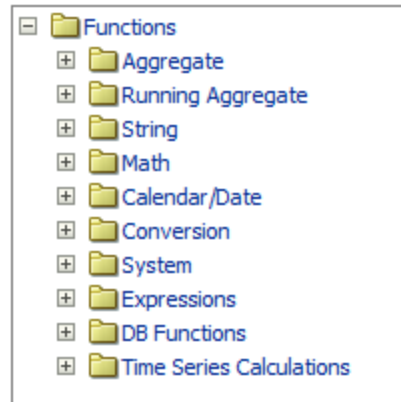 Functions
Aggregate
Running Aggregate
String
Math
Calendar/Date
Conversion
System
Expressions
DB Functions
Time Series Calculations